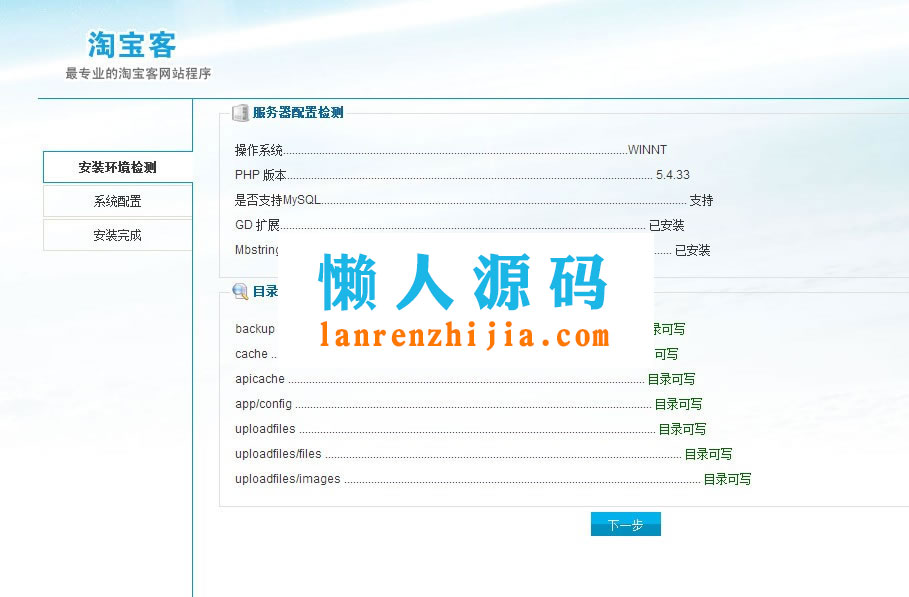 淘宝客
最专业的淘宝客网站程序
安装环境检测
系统配置
安装完成
服务器配置检测
操作系统............WINNT
PHP 版本............ 5.4.33
是否支持MySQL............ 支持
GD 扩展............ 已安装
Mbstring ...... 已安装
懒人源码
lanrenzhijia.com
目录
backup 录可写
cache .. 可写
apicache ............ 目录可写
app/config ............ 目录可写
uploadfiles ............ 目录可写
uploadfiles/files ............ 目录可写
uploadfiles/images ............ 目录可写
下一步